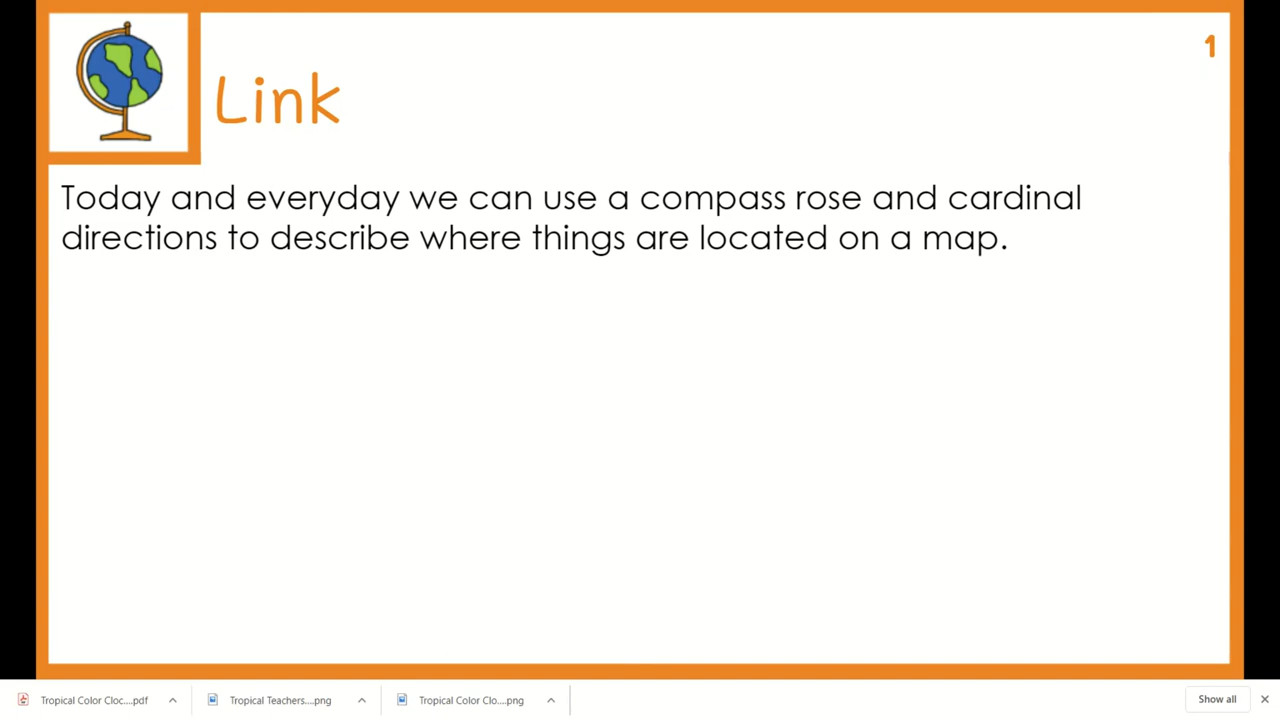 1
Link
Today and everyday we can use a compass rose and cardinal
directions to describe where things are located on a map.
Tropical Color Cloc....pdf
Tropical Teachers....png
Tropical Color Clo....png
Show all